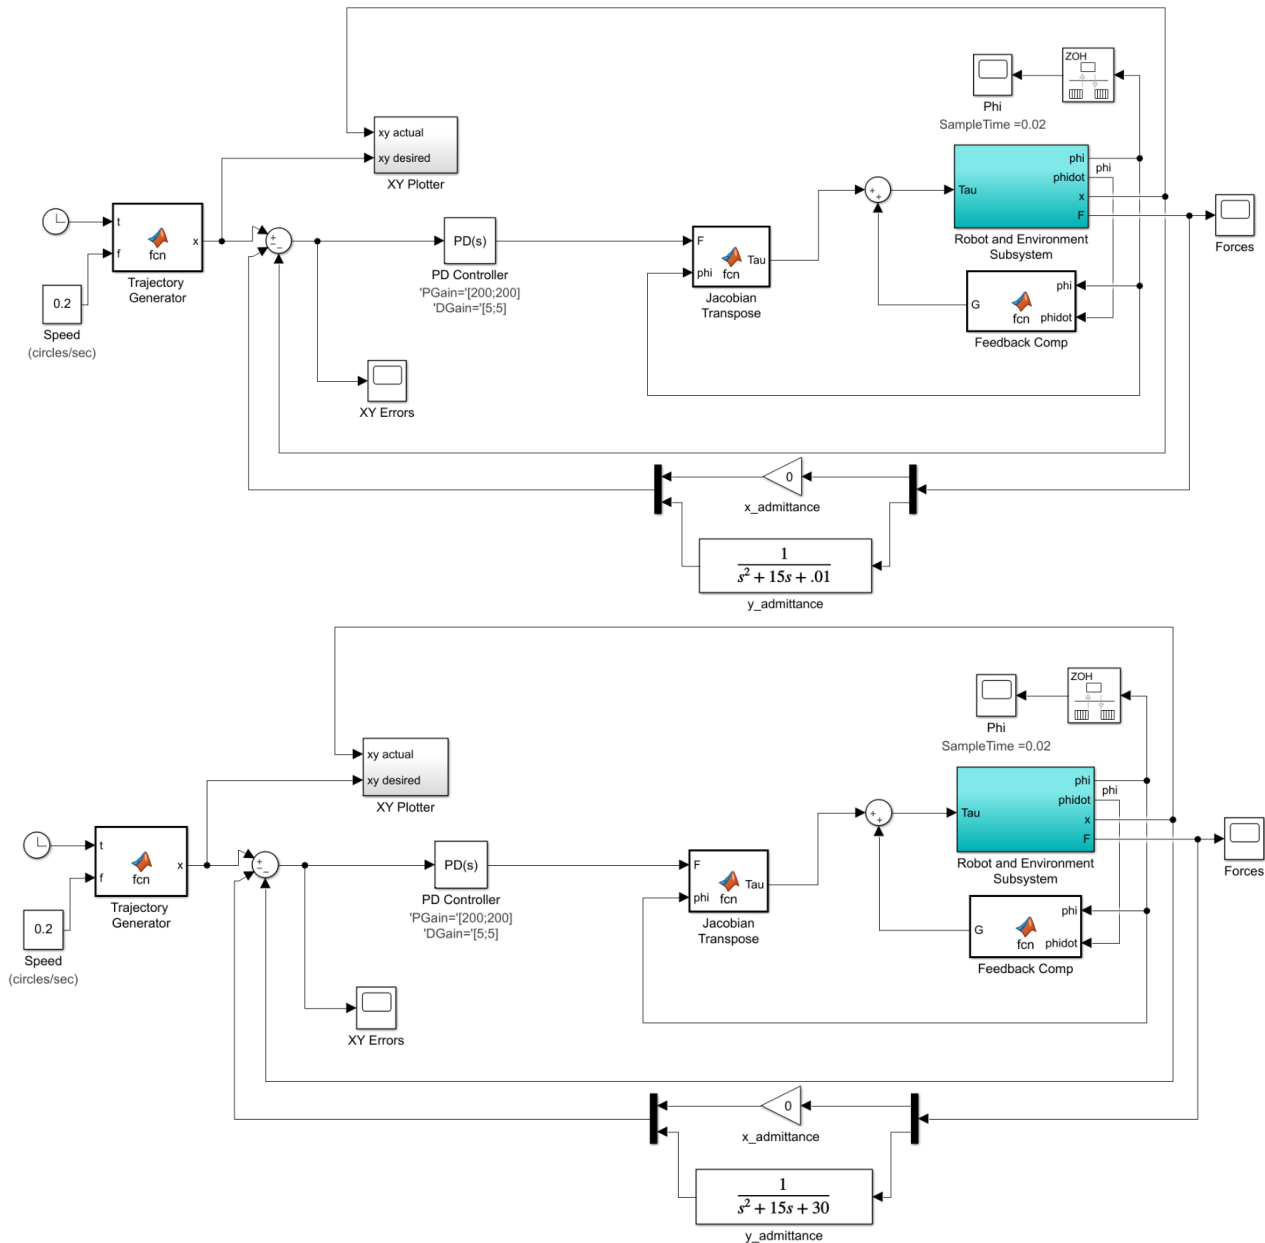 ZOH
Phi
SampleTime =0.02
xy actual
xy desired
XY Plotter
phi
phi
phidot
Tau
x
F
Robot and Environment
Subsystem
Forces
t
f
x
fcn
Trajectory
Generator
+
−
−
PD(s)
PD Controller
'PGain='[200;200]
'DGain='[5;5]
F
phi
Tau
fcn
Jacobian
Transpose
+
+
G
phi
phidot
fcn
Feedback Comp
0.2
Speed
(circles/sec)
XY Errors
0
x_admittance
1
s² + 15s + .01
y_admittance
ZOH
Phi
SampleTime =0.02
xy actual
xy desired
XY Plotter
phi
phi
phidot
Tau
x
F
Robot and Environment
Subsystem
Forces
t
f
x
fcn
Trajectory
Generator
+
−
−
PD(s)
PD Controller
'PGain='[200;200]
'DGain='[5;5]
F
phi
Tau
fcn
Jacobian
Transpose
+
+
G
phi
phidot
fcn
Feedback Comp
0.2
Speed
(circles/sec)
XY Errors
0
x_admittance
1
s² + 15s + 30
y_admittance